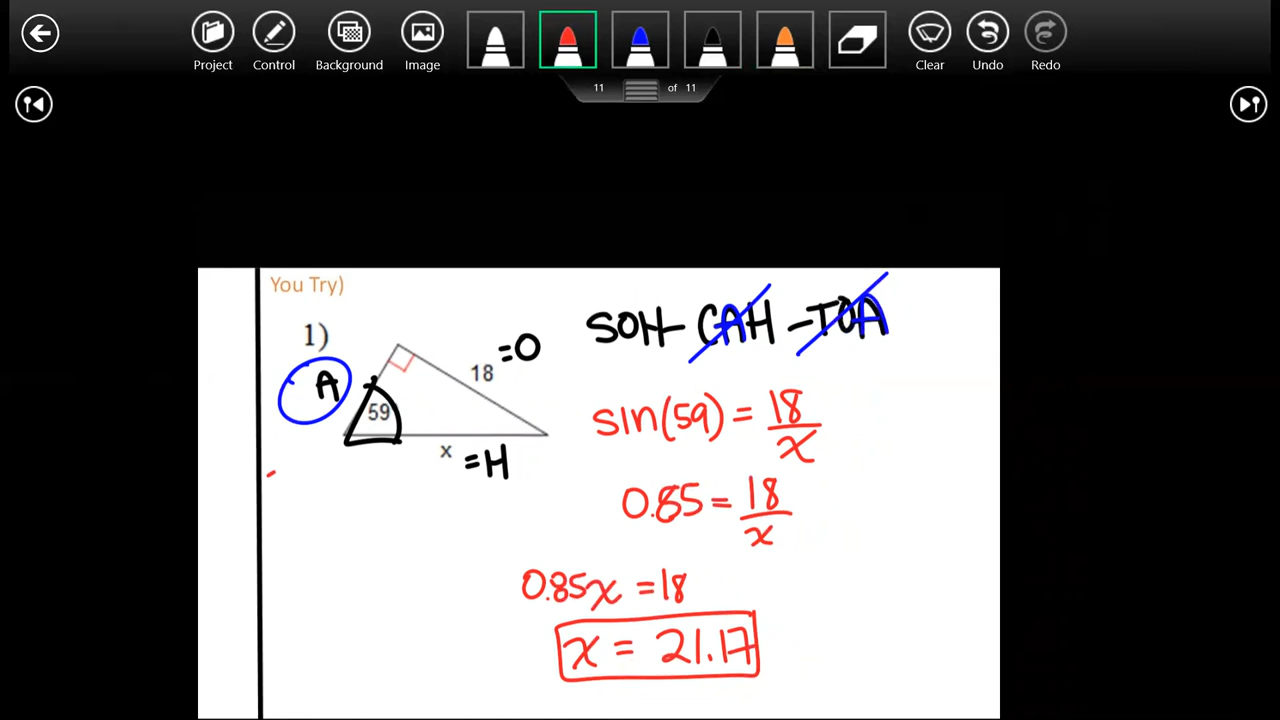 Project Control Background Image Clear Undo Redo
11 of 11
You Try)
SOH - CAH - TOA
1)
18 = O
A
59
x = H
sin(59) = 18/x
0.85 = 18/x
0.85x = 18
x = 21.17